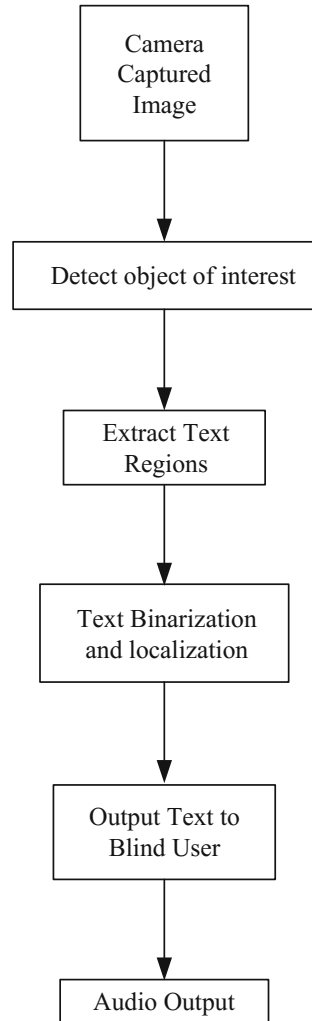 Camera
Captured
Image
Detect object of interest
Extract Text
Regions
Text Binarization
and localization
Output Text to
Blind User
Audio Output